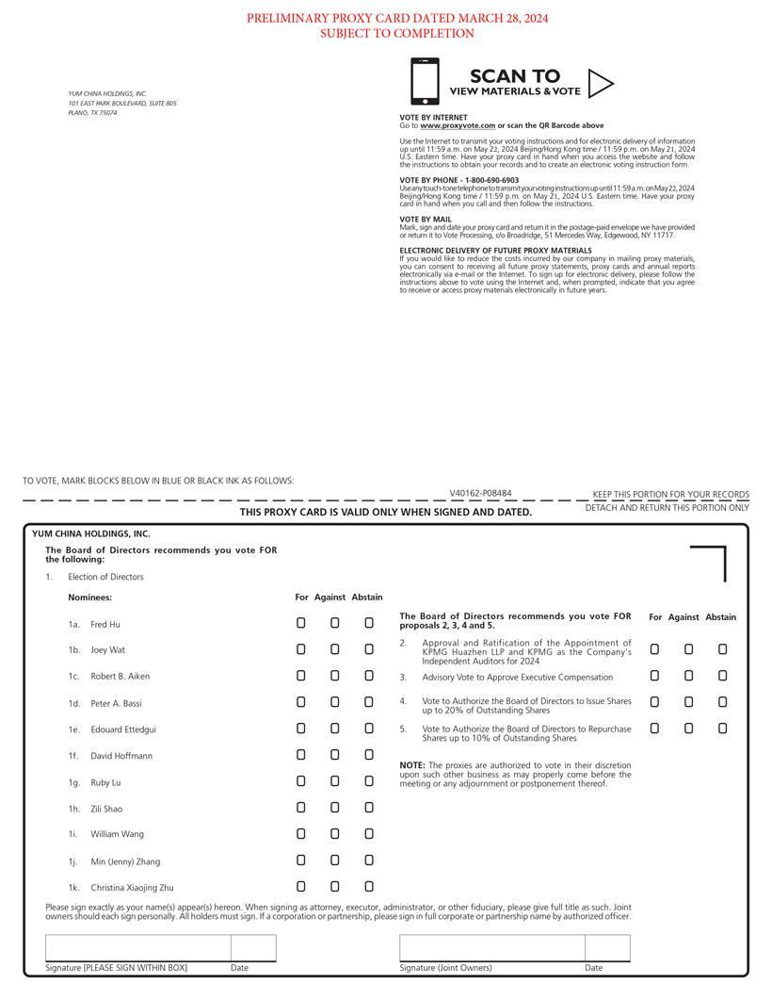 PRELIMINARY PROXY CARD DATED MARCH 28, 2024
SUBJECT TO COMPLETION
YUM CHINA HOLDINGS, INC.
101 EAST PARK BOULEVARD, SUITE 805
PLANO, TX 75074
SCAN TO
VIEW MATERIALS & VOTE
VOTE BY INTERNET
Go to www.proxyvote.com or scan the QR Barcode above
Use the Internet to transmit your voting instructions and for electronic delivery of information
up until 11:59 a.m. on May 22, 2024 Beijing/Hong Kong time / 11:59 p.m. on May 21, 2024
U.S. Eastern time. Have your proxy card in hand when you access the website and follow
the instructions to obtain your records and to create an electronic voting instruction form.
VOTE BY PHONE - 1-800-690-6903
Use any touch-tone telephone to transmit your voting instructions up until 11:59 a.m. on May 22, 2024
Beijing/Hong Kong time / 11:59 p.m. on May 21, 2024 U.S. Eastern time. Have your proxy
card in hand when you call and then follow the instructions.
VOTE BY MAIL
Mark, sign and date your proxy card and return it in the postage-paid envelope we have provided
or return it to Vote Processing, c/o Broadridge, 51 Mercedes Way, Edgewood, NY 11717.
ELECTRONIC DELIVERY OF FUTURE PROXY MATERIALS
If you would like to reduce the costs incurred by our company in mailing proxy materials,
you can consent to receiving all future proxy statements, proxy cards and annual reports
electronically via e-mail or the Internet. To sign up for electronic delivery, please follow the
instructions above to vote using the Internet and, when prompted, indicate that you agree
to receive or access proxy materials electronically in future years.
TO VOTE, MARK BLOCKS BELOW IN BLUE OR BLACK INK AS FOLLOWS:
V40162-P08484
KEEP THIS PORTION FOR YOUR RECORDS
DETACH AND RETURN THIS PORTION ONLY
THIS PROXY CARD IS VALID ONLY WHEN SIGNED AND DATED.
YUM CHINA HOLDINGS, INC.
The Board of Directors recommends you vote FOR
the following:
1. Election of Directors
Nominees: For Against Abstain
1a. Fred Hu
1b. Joey Wat
1c. Robert B. Aiken
1d. Peter A. Bassi
1e. Edouard Ettedgui
1f. David Hoffmann
1g. Ruby Lu
1h. Zili Shao
1i. William Wang
1j. Min (Jenny) Zhang
1k. Christina Xiaojing Zhu
The Board of Directors recommends you vote FOR
proposals 2, 3, 4 and 5.
For Against Abstain
2. Approval and Ratification of the Appointment of
KPMG Huazhen LLP and KPMG as the Company's
Independent Auditors for 2024
3. Advisory Vote to Approve Executive Compensation
4. Vote to Authorize the Board of Directors to Issue Shares
up to 20% of Outstanding Shares
5. Vote to Authorize the Board of Directors to Repurchase
Shares up to 10% of Outstanding Shares
NOTE: The proxies are authorized to vote in their discretion
upon such other business as may properly come before the
meeting or any adjournment or postponement thereof.
Please sign exactly as your name(s) appear(s) hereon. When signing as attorney, executor, administrator, or other fiduciary, please give full title as such. Joint
owners should each sign personally. All holders must sign. If a corporation or partnership, please sign in full corporate or partnership name by authorized officer.
Signature [PLEASE SIGN WITHIN BOX] Date
Signature (Joint Owners) Date